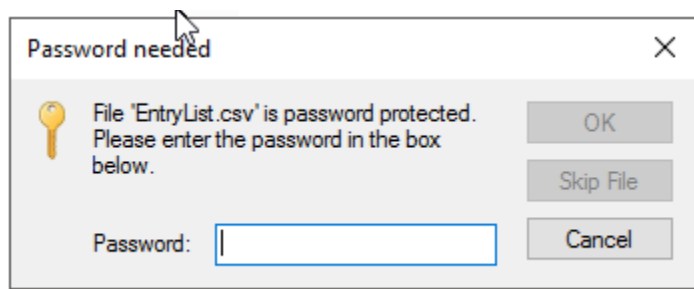 Password needed
File 'EntryList.csv' is password protected.
Please enter the password in the box
below.
Password:
OK
Skip File
Cancel